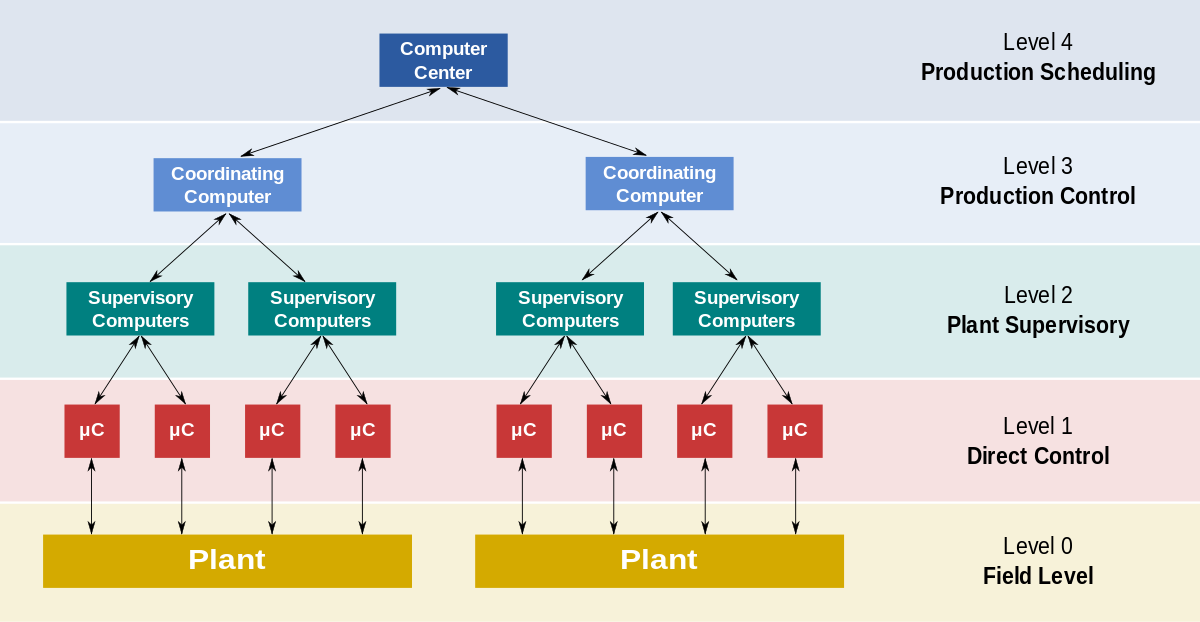 Computer
Center
Level 4
Production Scheduling
Coordinating
Computer
Coordinating
Computer
Level 3
Production Control
Supervisory
Computers
Supervisory
Computers
Supervisory
Computers
Supervisory
Computers
Level 2
Plant Supervisory
μC
μC
μC
μC
μC
μC
μC
μC
Level 1
Direct Control
Plant
Plant
Level 0
Field Level